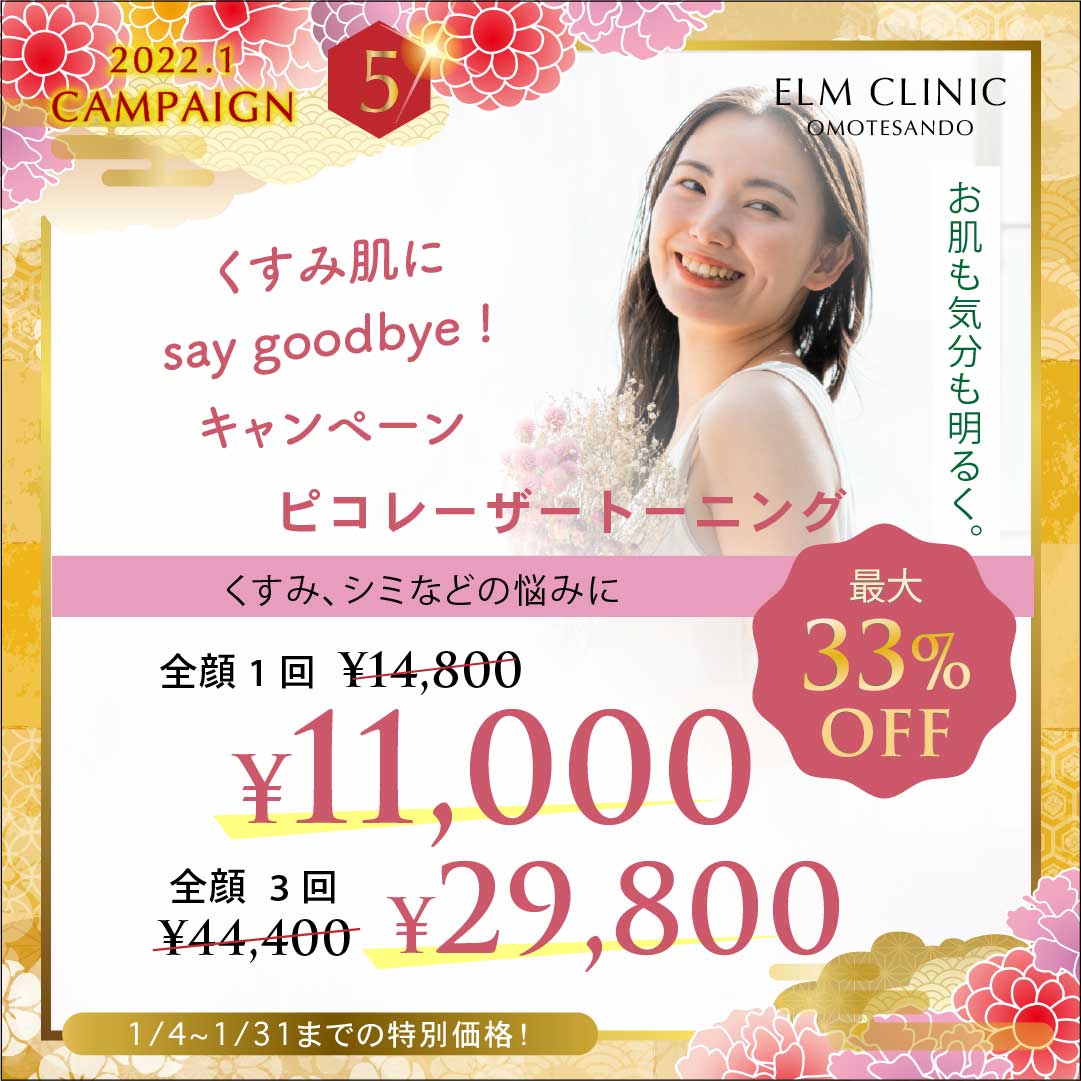 2022.1
CAMPAIGN
5
ELM CLINIC
OMOTESANDO
お肌も気分も明るく。
くすみ肌に
say goodbye！
キャンペーン
ピコレーザートーニング
くすみ、シミなどの悩みに
最大
33%
OFF
全顔1回 ¥14,800
¥11,000
全顔 3回
¥44,400 ¥29,800
1/4~1/31までの特別価格！